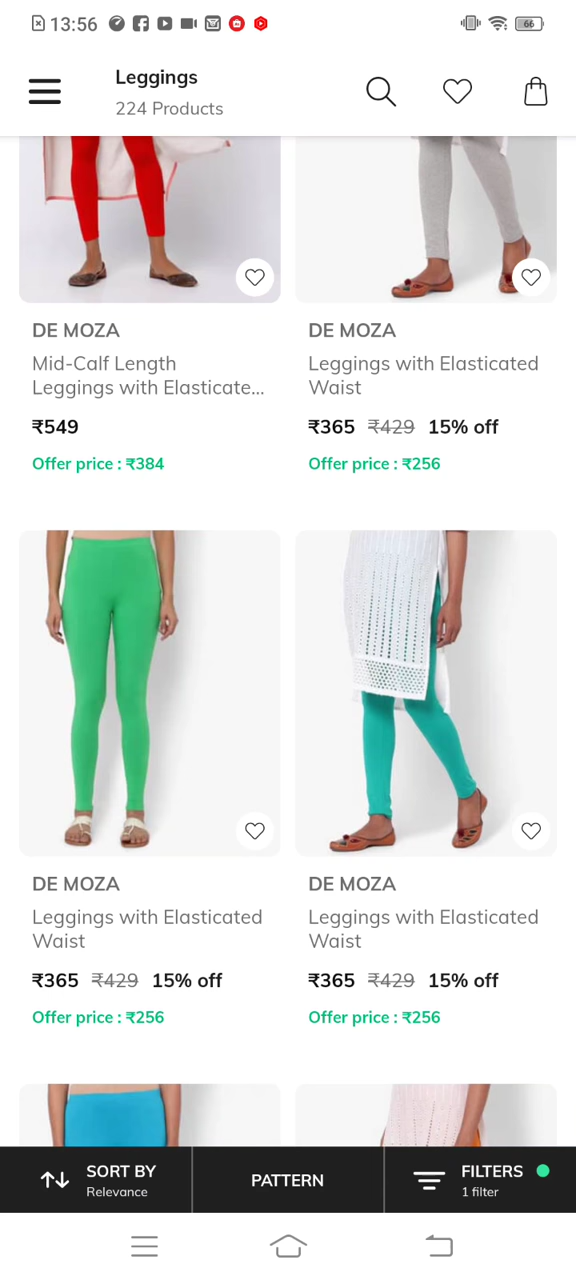 13:56
66
Leggings
224 Products
DE MOZA
Mid-Calf Length
Leggings with Elasticate...
₹549
Offer price : ₹384
DE MOZA
Leggings with Elasticated
Waist
₹365 ₹429 15% off
Offer price : ₹256
DE MOZA
Leggings with Elasticated
Waist
₹365 ₹429 15% off
Offer price : ₹256
DE MOZA
Leggings with Elasticated
Waist
₹365 ₹429 15% off
Offer price : ₹256
SORT BY
Relevance
PATTERN
FILTERS
1 filter